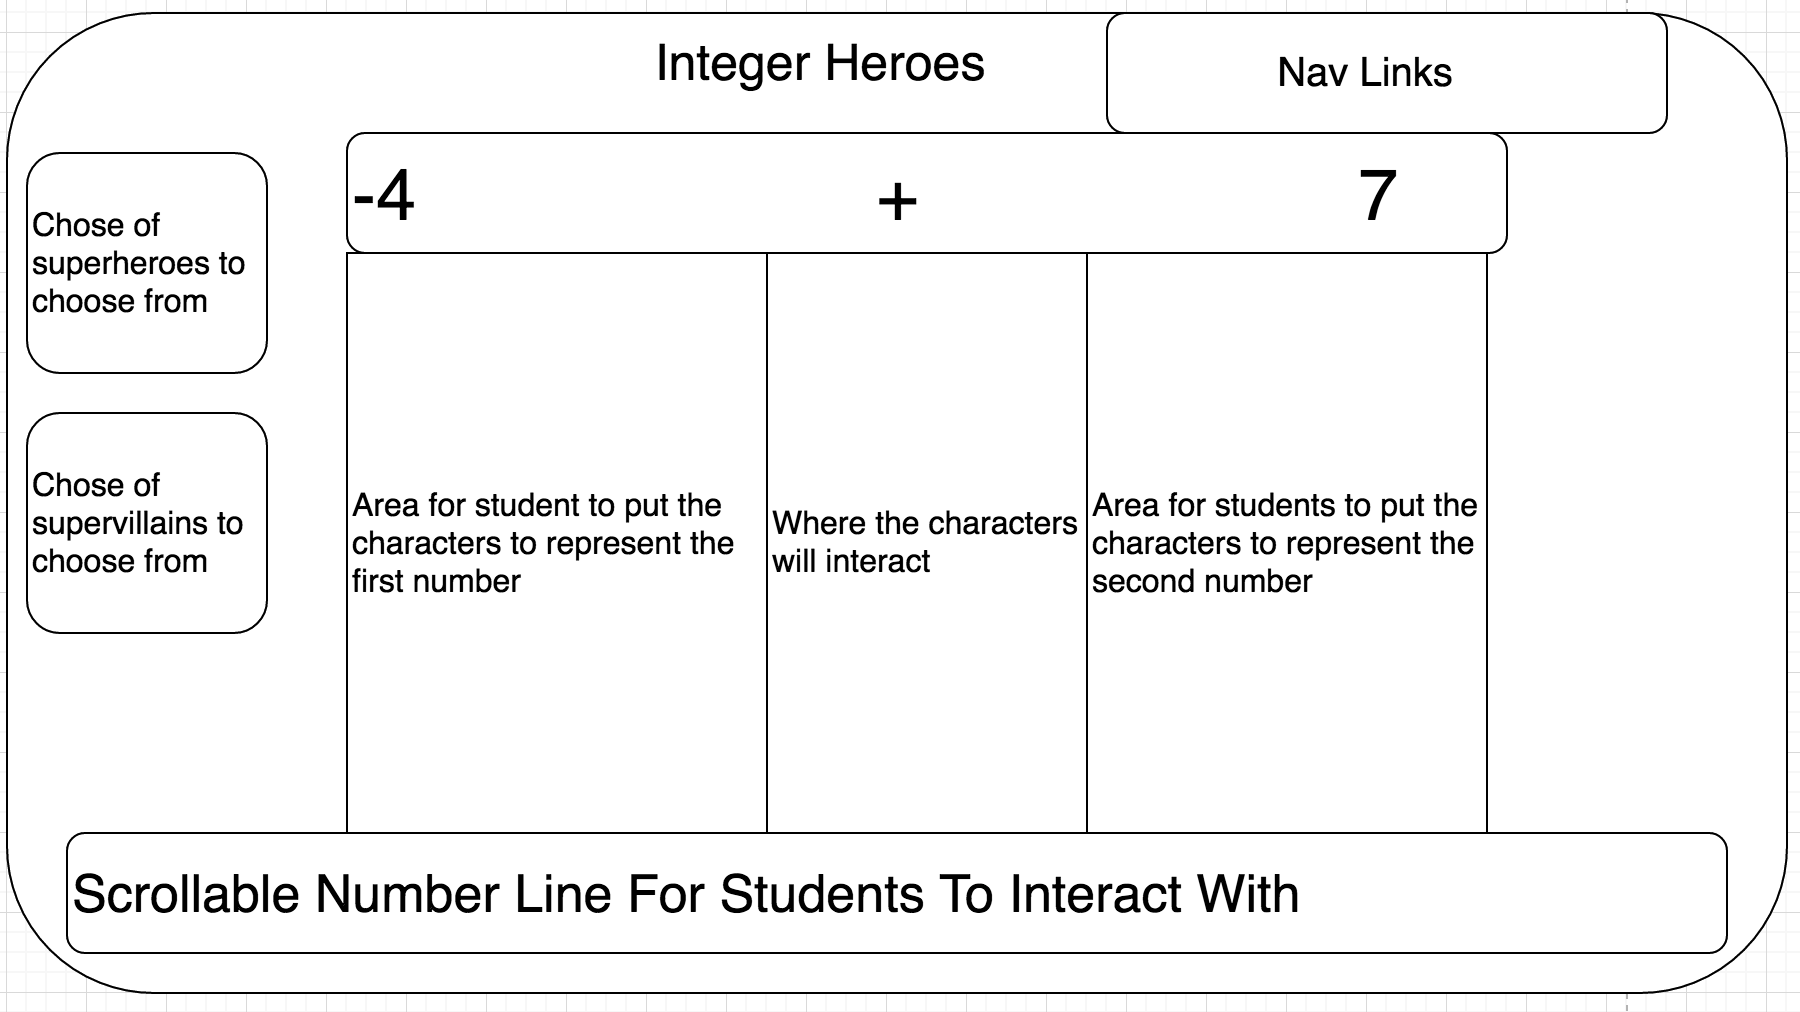 Integer Heroes
Nav Links
-4 + 7
Chose of
superheroes to
choose from
Chose of
supervillains to
choose from
Area for student to put the
characters to represent the
first number
Where the characters
will interact
Area for students to put the
characters to represent the
second number
Scrollable Number Line For Students To Interact With